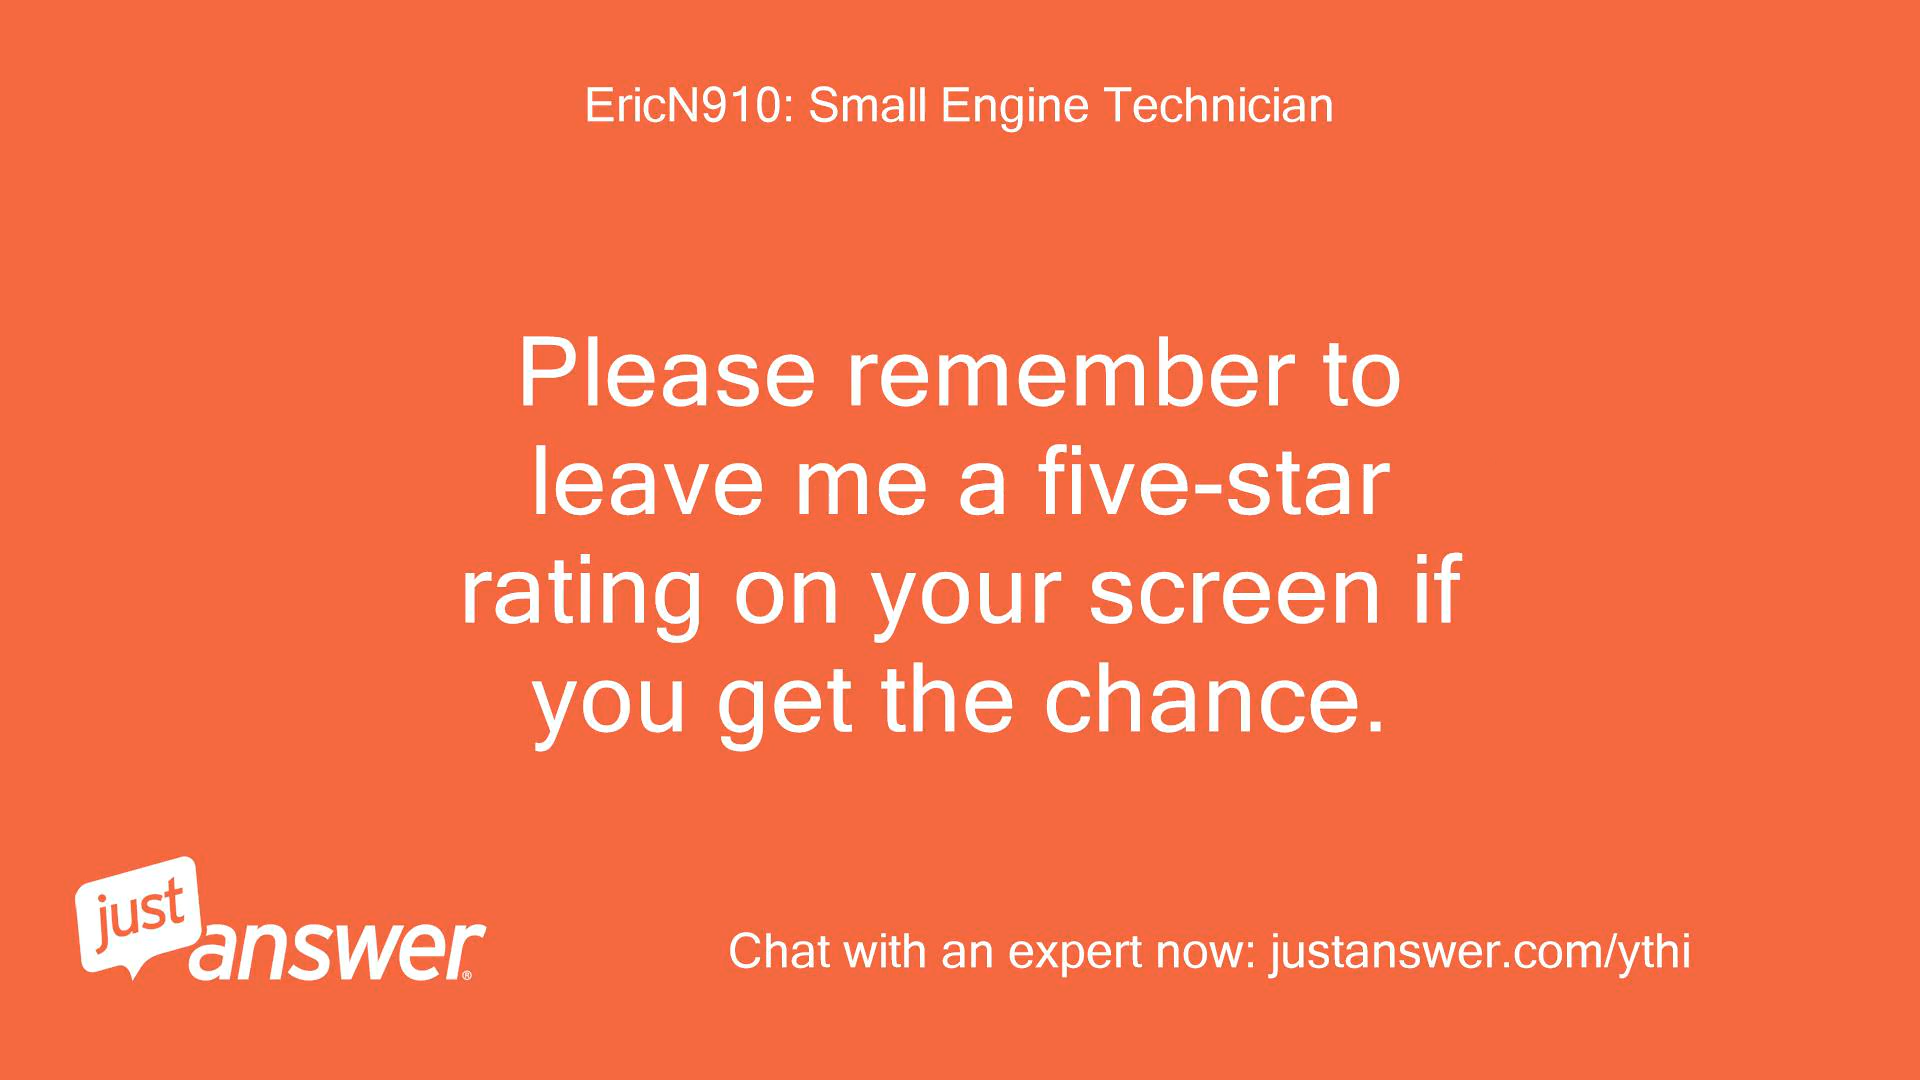 EricN910: Small Engine Technician
Please remember to
leave me a five-star
rating on your screen if
you get the chance.
just
answer®
Chat with an expert now: justanswer.com/ythi